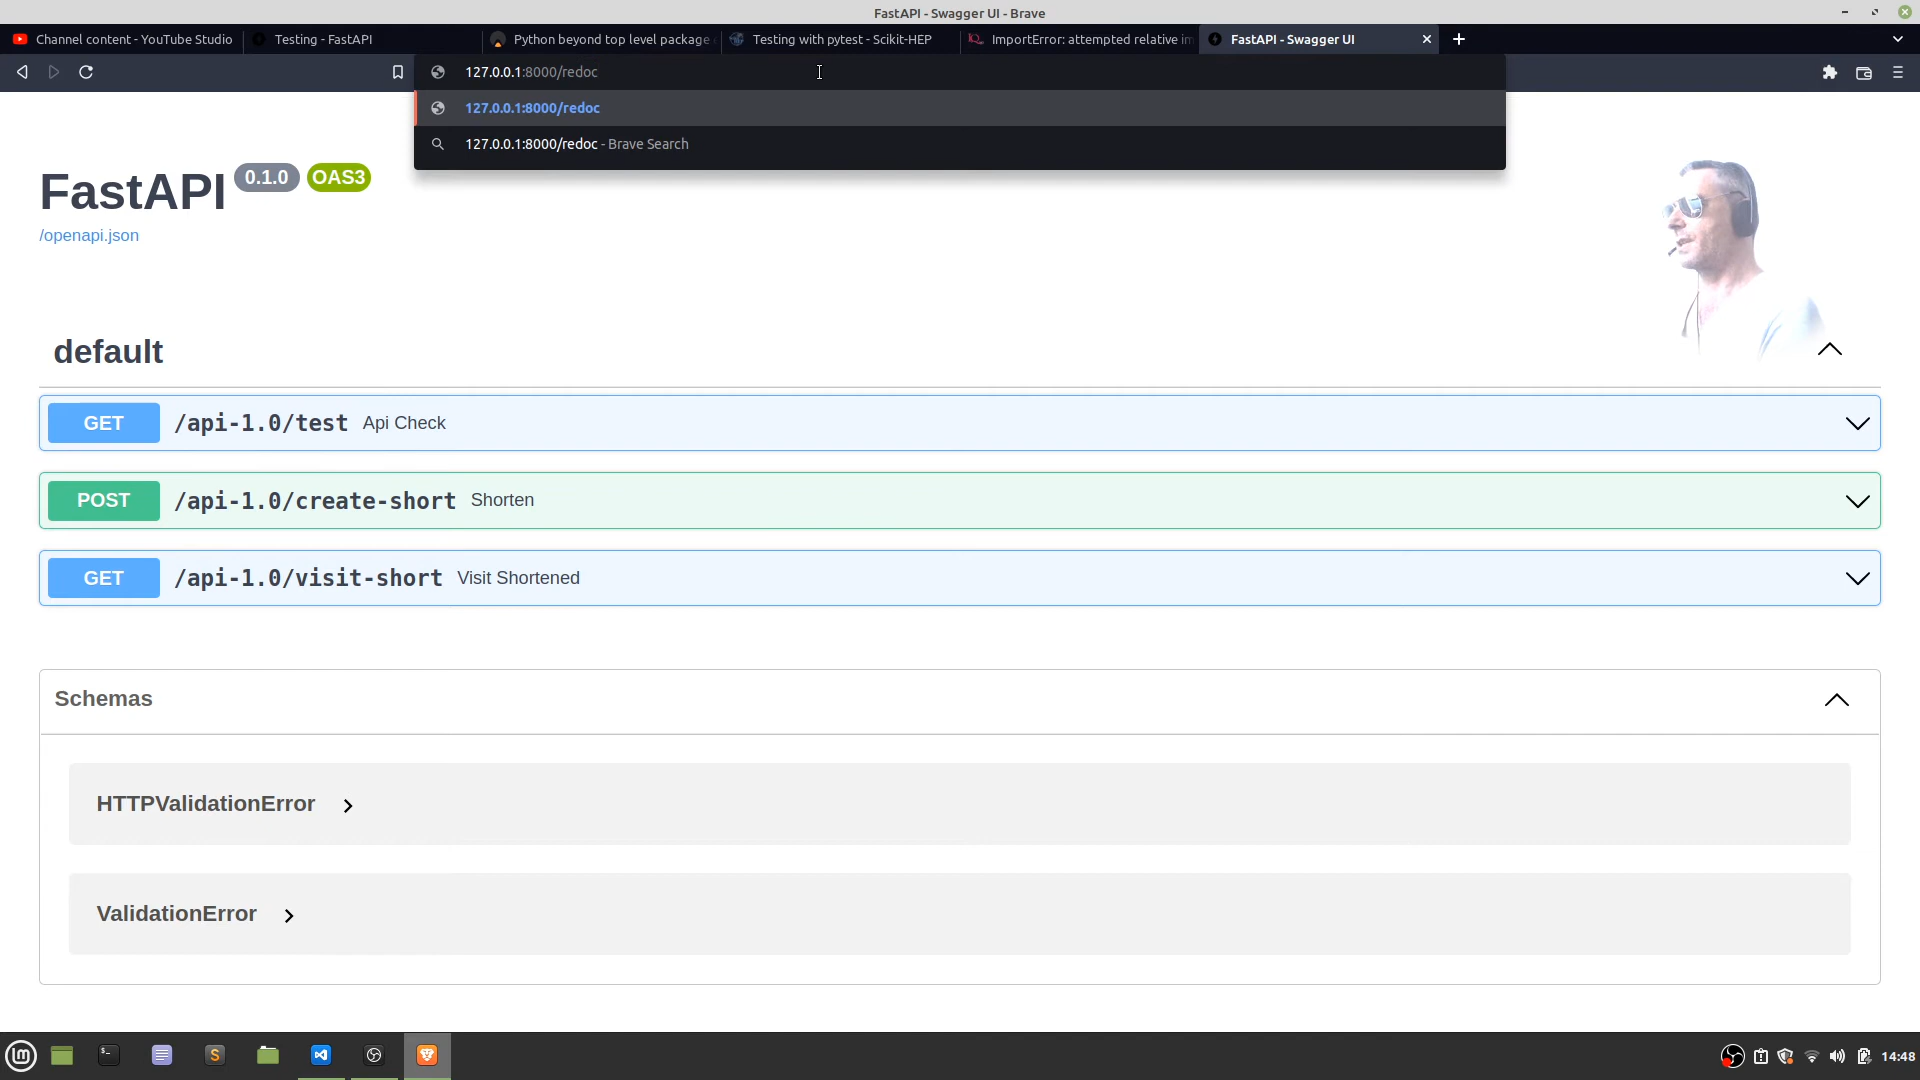 FastAPI - Swagger UI - Brave
Channel content - YouTube Studio
Testing - FastAPI
Python beyond top level package
Testing with pytest - Scikit-HEP
ImportError: attempted relative im
FastAPI - Swagger UI
127.0.0.1:8000/redoc
127.0.0.1:8000/redoc
127.0.0.1:8000/redoc - Brave Search
FastAPI 0.1.0 OAS3
/openapi.json
default
GET /api-1.0/test Api Check
POST /api-1.0/create-short Shorten
GET /api-1.0/visit-short Visit Shortened
Schemas
HTTPValidationError
ValidationError
14:48